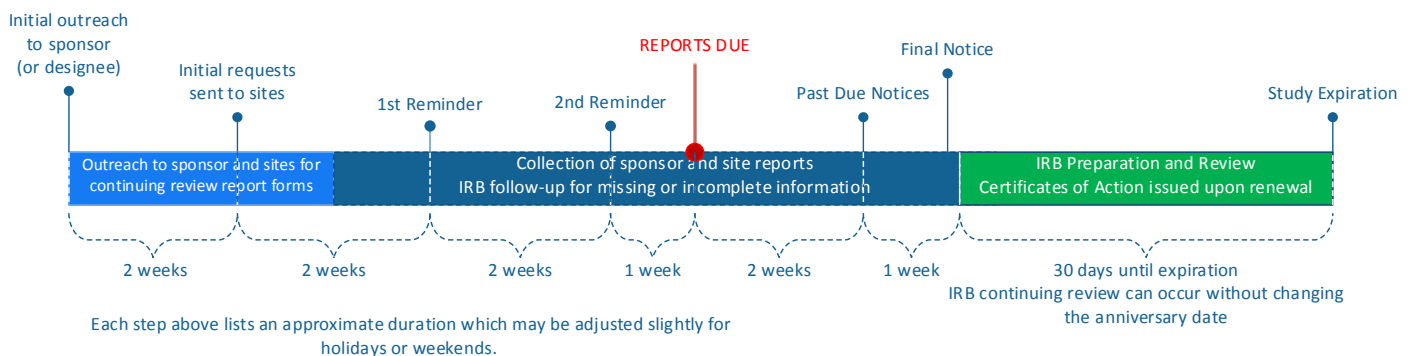 Initial outreach
to sponsor
(or designee)
Initial requests
sent to sites
1st Reminder
2nd Reminder
REPORTS DUE
Past Due Notices
Final Notice
Study Expiration
Outreach to sponsor and sites for
continuing review report forms
Collection of sponsor and site reports
IRB follow-up for missing or incomplete information
IRB Preparation and Review
Certificates of Action issued upon renewal
2 weeks
2 weeks
2 weeks
1 week
2 weeks
1 week
30 days until expiration
IRB continuing review can occur without changing
the anniversary date
Each step above lists an approximate duration which may be adjusted slightly for
holidays or weekends.